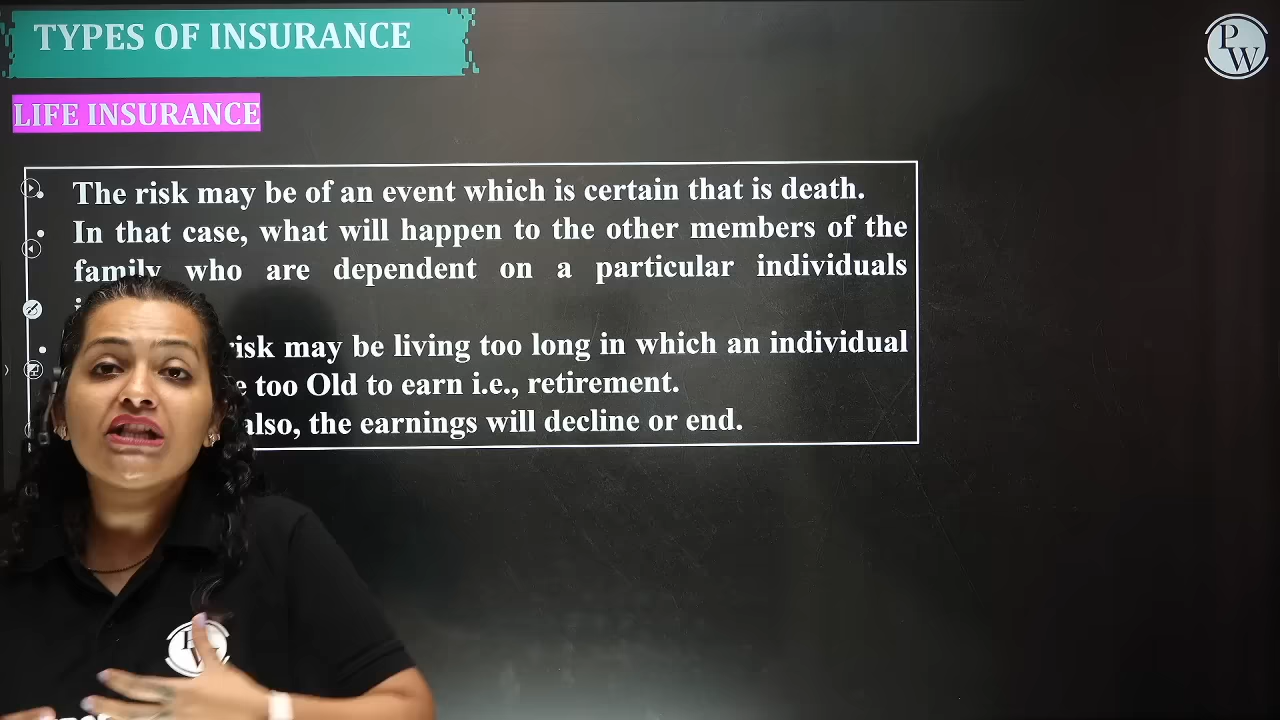 TYPES OF INSURANCE
PW
LIFE INSURANCE
• The risk may be of an event which is certain that is death.
• In that case, what will happen to the other members of the
family who are dependent on a particular individuals
• risk may be living too long in which an individual
too Old to earn i.e., retirement.
also, the earnings will decline or end.
PW